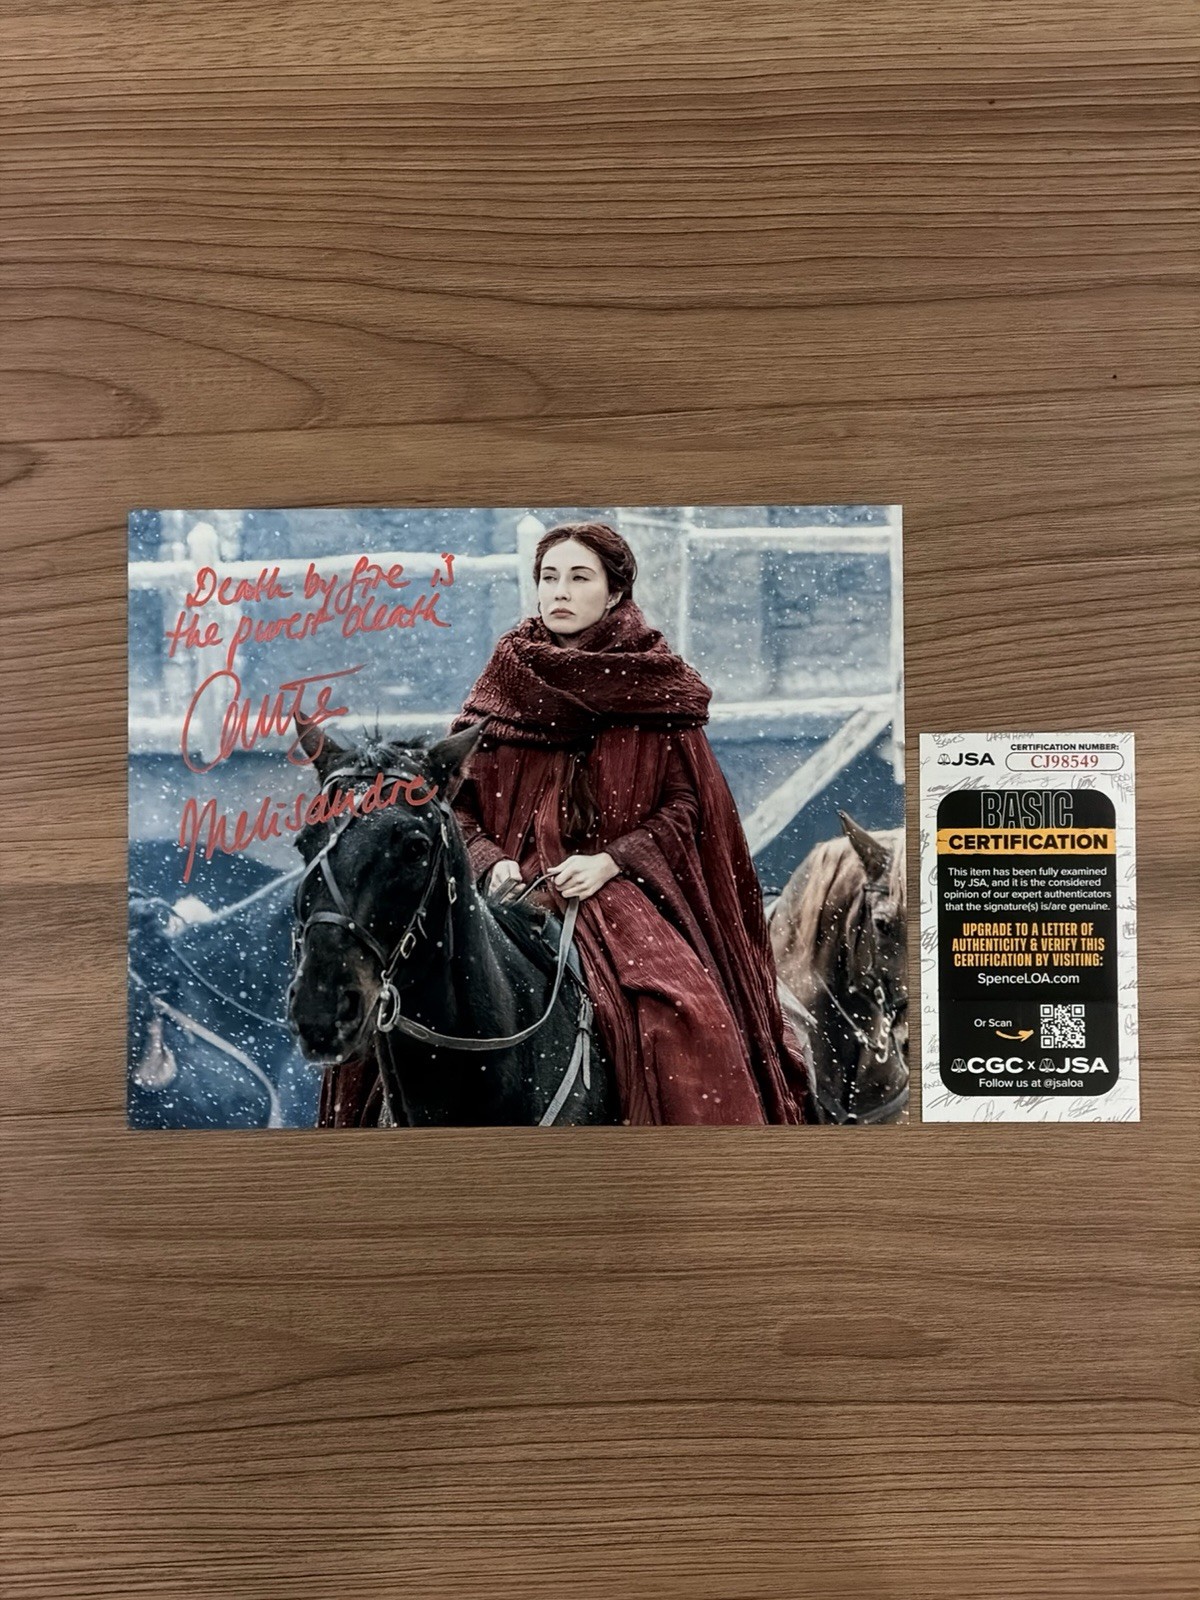 Death by fire is
the purest death
Melisandre
JSA
CERTIFICATION NUMBER:
CJ98549
BASIC
CERTIFICATION
This item has been fully examined
by JSA, and it is the considered
opinion of our expert authenticators
that the signature(s) is/are genuine.
UPGRADE TO A LETTER OF
AUTHENTICITY & VERIFY THIS
CERTIFICATION BY VISITING:
SpenceLOA.com
Or Scan
CGC x JSA
Follow us at @jsaloa